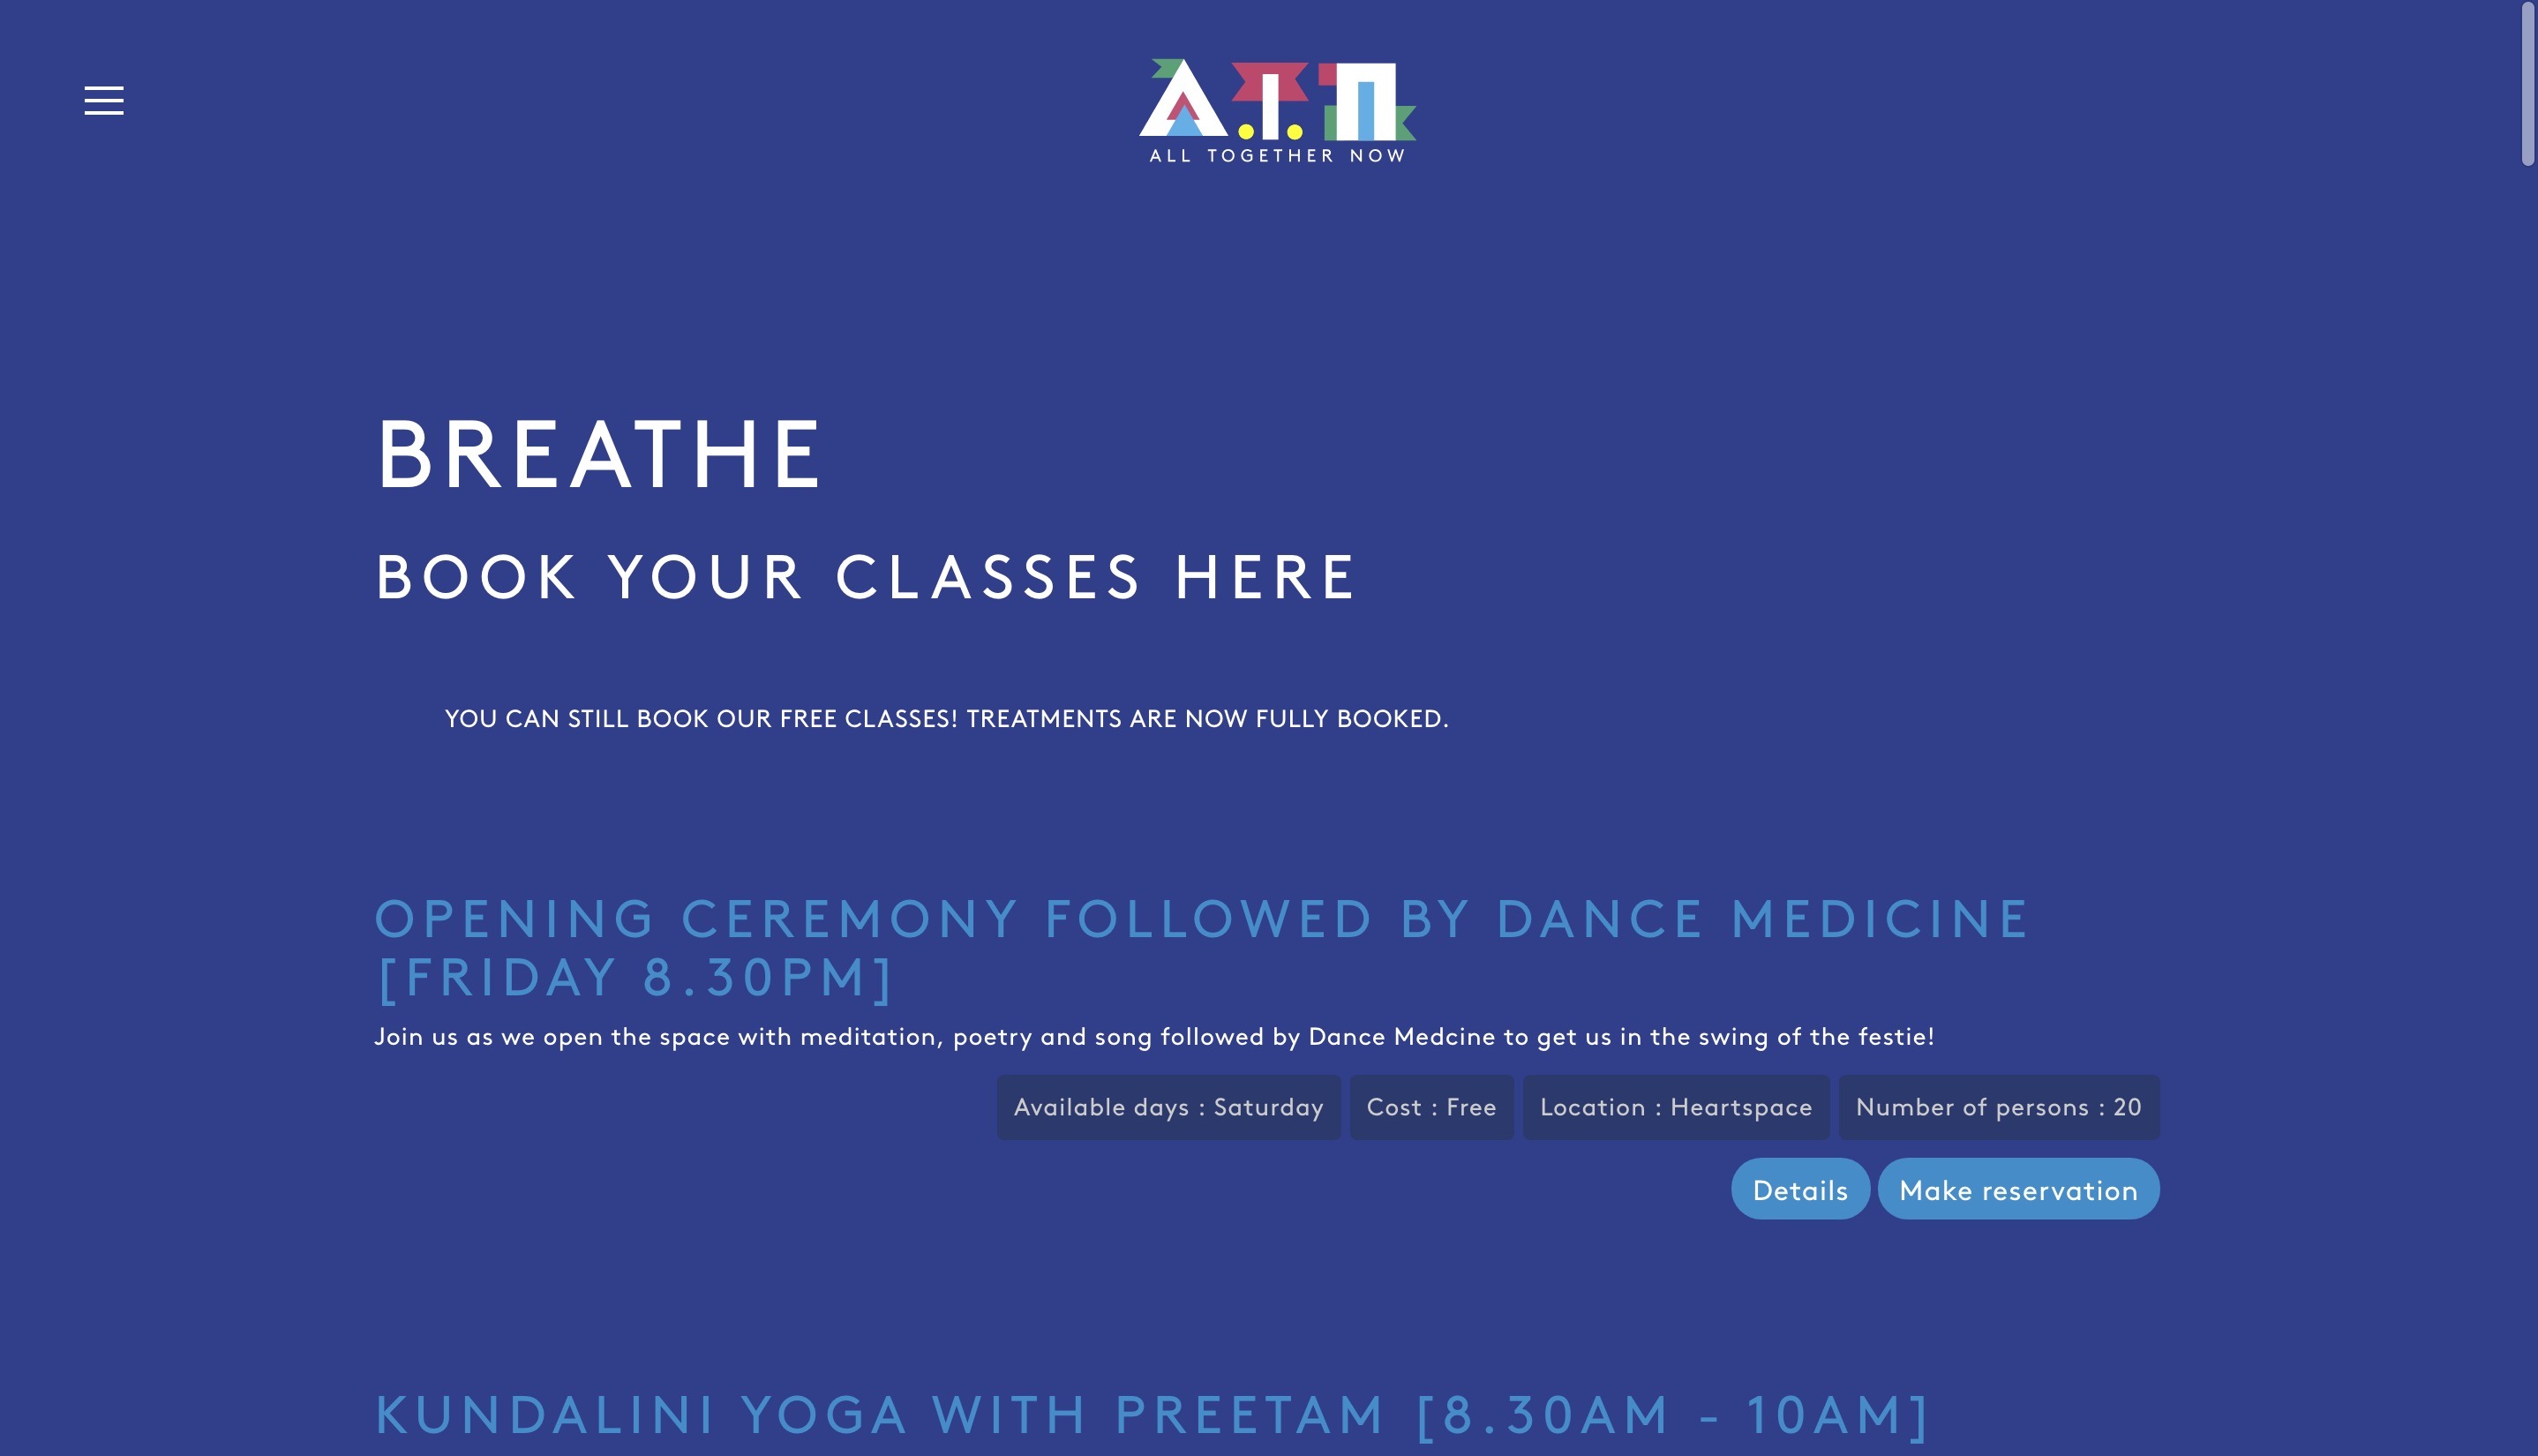 A.T.N
ALL TOGETHER NOW
BREATHE
BOOK YOUR CLASSES HERE
YOU CAN STILL BOOK OUR FREE CLASSES! TREATMENTS ARE NOW FULLY BOOKED.
OPENING CEREMONY FOLLOWED BY DANCE MEDICINE
[FRIDAY 8.30PM]
Join us as we open the space with meditation, poetry and song followed by Dance Medcine to get us in the swing of the festie!
Available days : Saturday
Cost : Free
Location : Heartspace
Number of persons : 20
Details
Make reservation
KUNDALINI YOGA WITH PREETAM [8.30AM - 10AM]